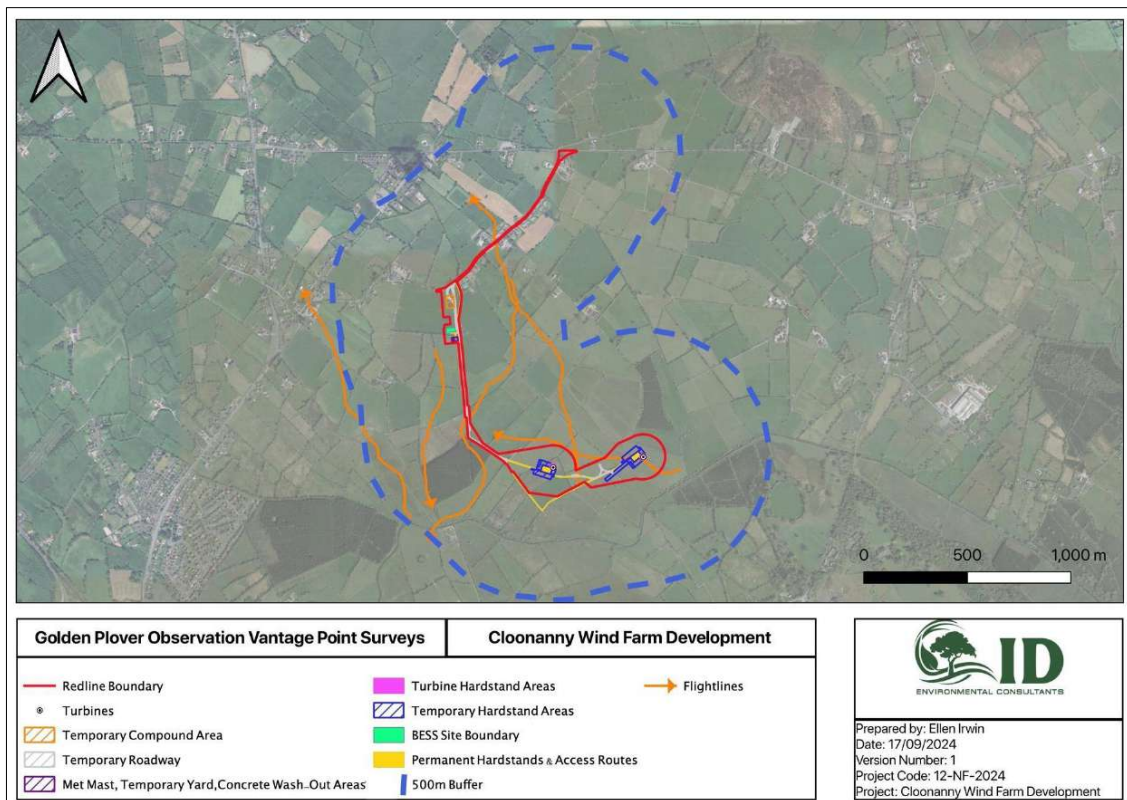 0 500 1,000 m
Golden Plover Observation Vantage Point Surveys
Cloonanny Wind Farm Development
Redline Boundary
Turbines
Temporary Compound Area
Temporary Roadway
Met Mast, Temporary Yard,Concrete Wash-Out Areas
Turbine Hardstand Areas
Temporary Hardstand Areas
BESS Site Boundary
Permanent Hardstands & Access Routes
500m Buffer
Flightlines
ID
ENVIRONMENTAL CONSULTANTS
Prepared by: Ellen Irwin
Date: 17/09/2024
Version Number: 1
Project Code: 12-NF-2024
Project: Cloonanny Wind Farm Development